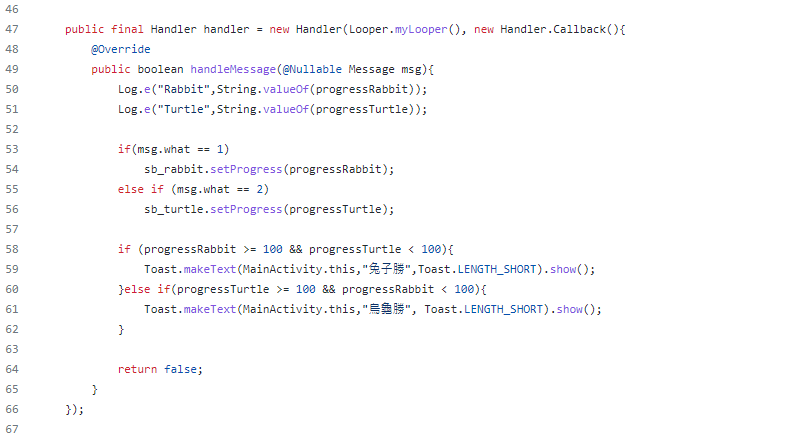 46
47 public final Handler handler = new Handler(Looper.myLooper(), new Handler.Callback(){
48 @Override
49 public boolean handleMessage(@Nullable Message msg){
50 Log.e("Rabbit",String.valueOf(progressRabbit));
51 Log.e("Turtle",String.valueOf(progressTurtle));
52
53 if(msg.what == 1)
54 sb_rabbit.setProgress(progressRabbit);
55 else if (msg.what == 2)
56 sb_turtle.setProgress(progressTurtle);
57
58 if (progressRabbit >= 100 && progressTurtle < 100){
59 Toast.makeText(MainActivity.this,"兔子勝",Toast.LENGTH_SHORT).show();
60 }else if(progressTurtle >= 100 && progressRabbit < 100){
61 Toast.makeText(MainActivity.this,"烏龜勝", Toast.LENGTH_SHORT).show();
62 }
63
64 return false;
65 }
66 });
67